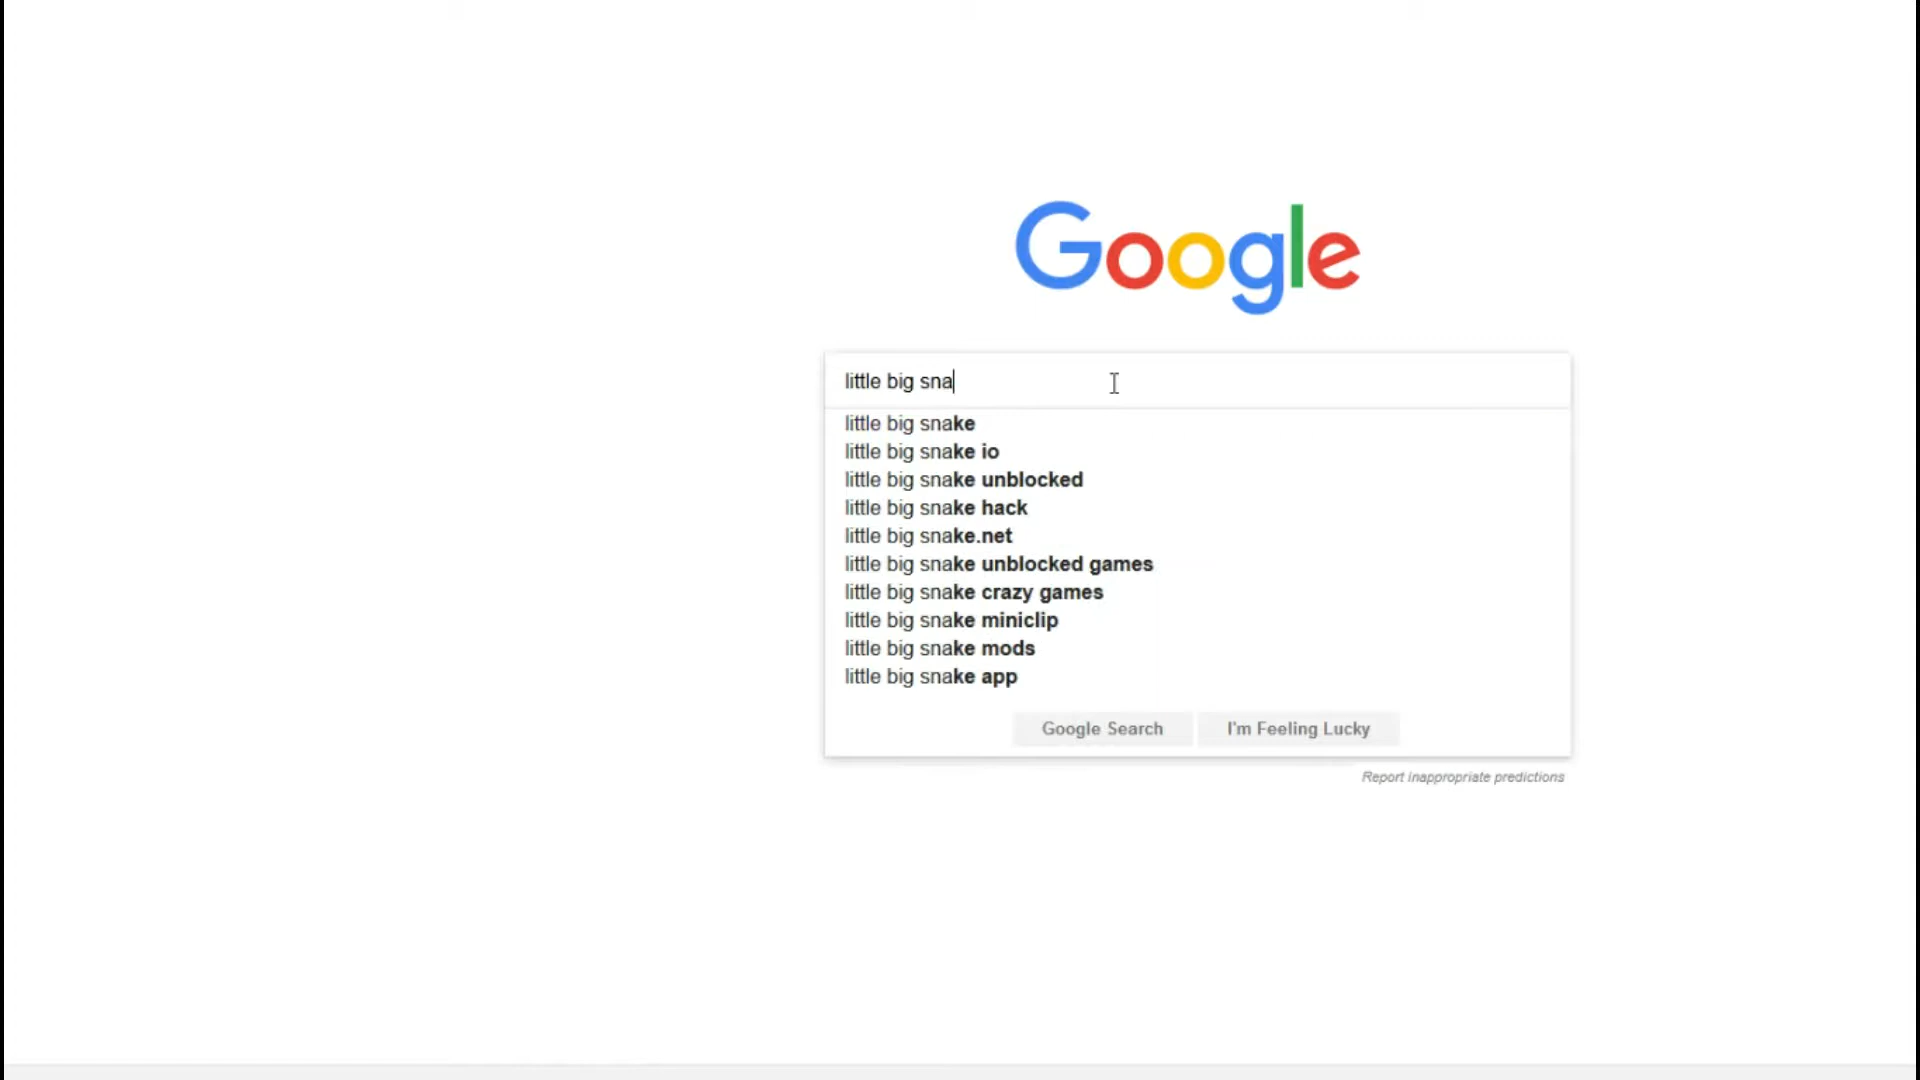 Google
little big sna
little big snake
little big snake io
little big snake unblocked
little big snake hack
little big snake.net
little big snake unblocked games
little big snake crazy games
little big snake miniclip
little big snake mods
little big snake app
Google Search I'm Feeling Lucky
Report inappropriate predictions